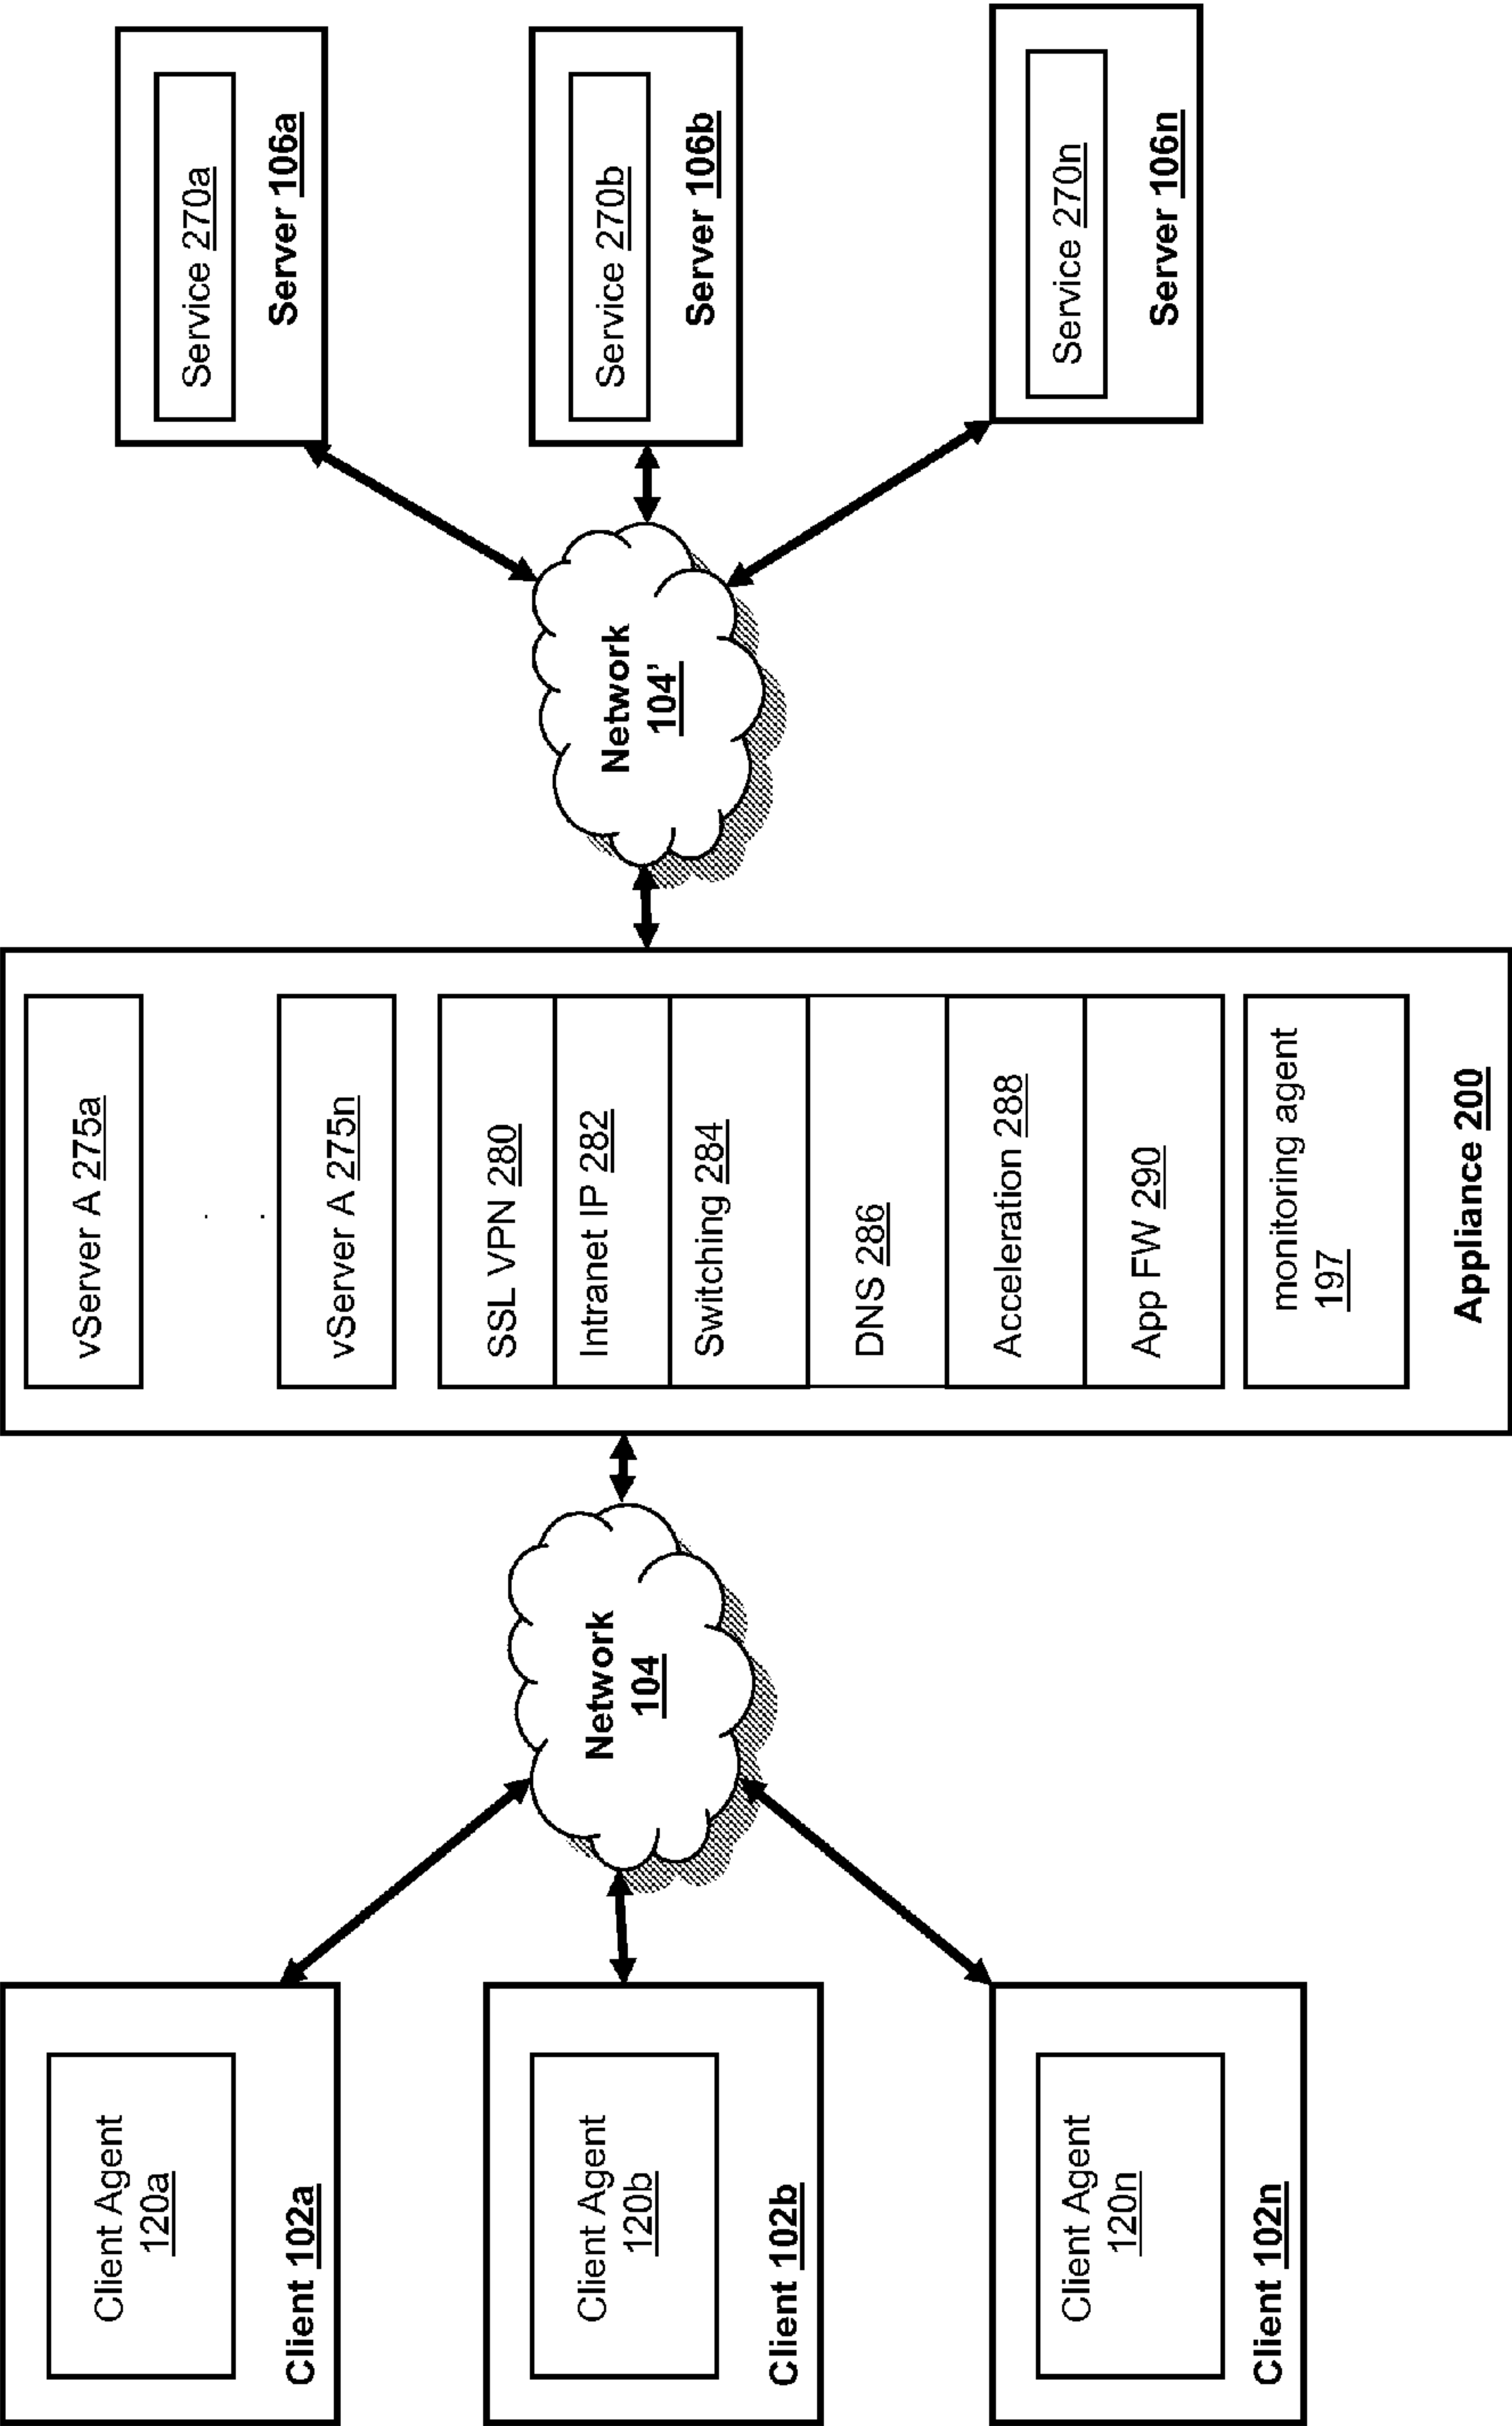 Client Agent
120a
Client 102a
Client Agent
120b
Client 102b
Client Agent
120n
Client 102n
Network
104
vServer A 275a
vServer A 275n
SSL VPN 280
Intranet IP 282
Switching 284
DNS 286
Acceleration 288
App FW 290
monitoring agent
197
Appliance 200
Network
104'
Service 270a
Server 106a
Service 270b
Server 106b
Service 270n
Server 106n